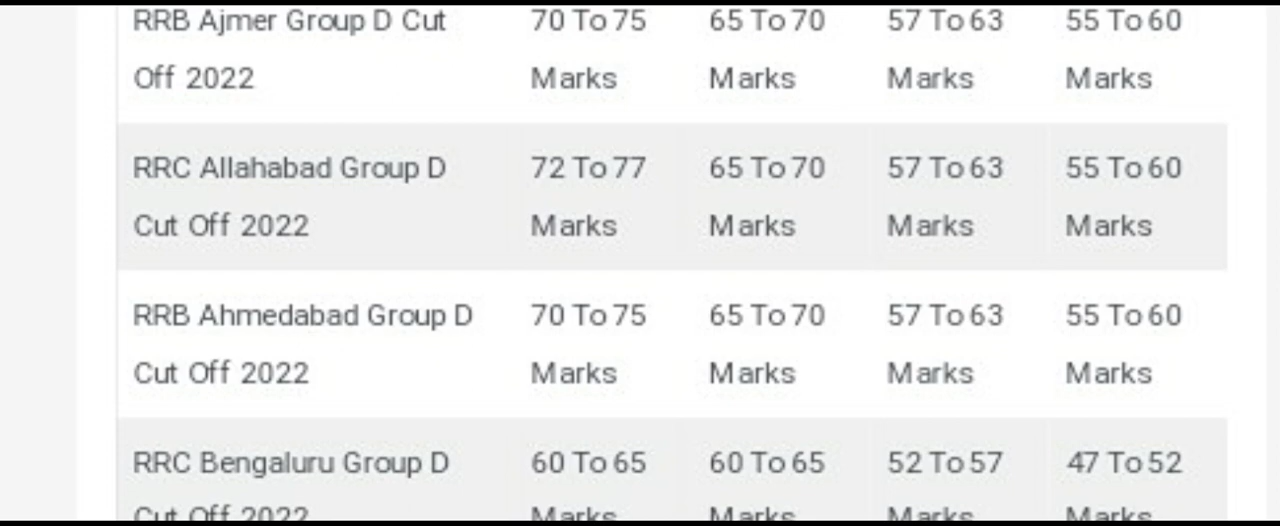 RRB Ajmer Group D Cut 70 To 75 65 To 70 57 To 63 55 To 60
Off 2022 Marks Marks Marks Marks
RRC Allahabad Group D 72 To 77 65 To 70 57 To 63 55 To 60
Cut Off 2022 Marks Marks Marks Marks
RRB Ahmedabad Group D 70 To 75 65 To 70 57 To 63 55 To 60
Cut Off 2022 Marks Marks Marks Marks
RRC Bengaluru Group D 60 To 65 60 To 65 52 To 57 47 To 52
Cut Off 2022 Marks Marks Marks Marks